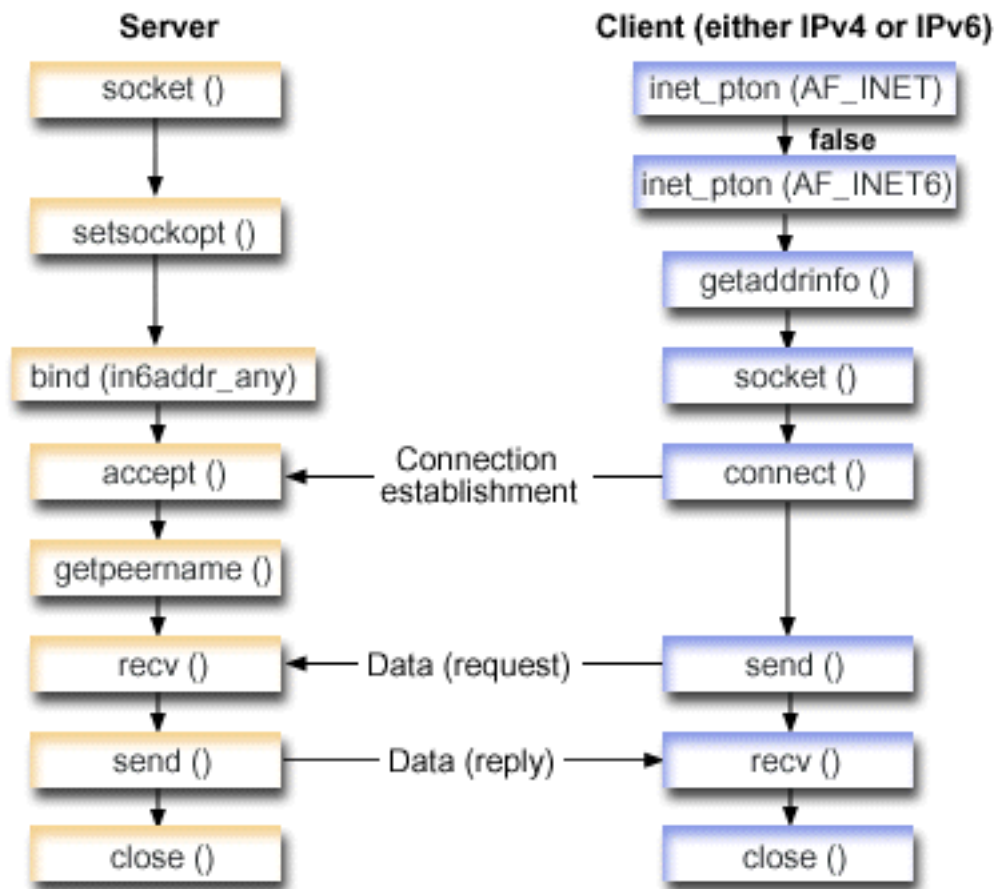 Server
socket ()
setsockopt ()
bind (in6addr_any)
accept ()
getpeername ()
recv ()
send ()
close ()
Connection
establishment
Data (request)
Data (reply)
Client (either IPv4 or IPv6)
inet_pton (AF_INET)
false
inet_pton (AF_INET6)
getaddrinfo ()
socket ()
connect ()
send ()
recv ()
close ()